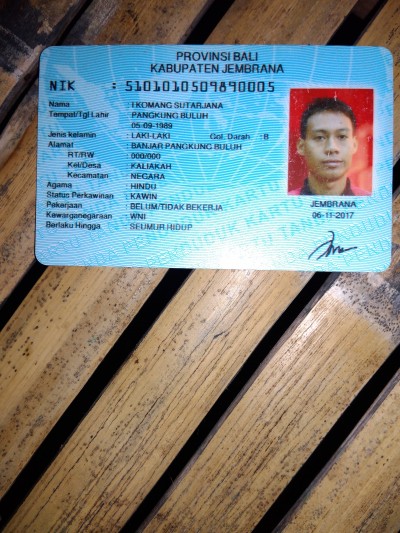 PROVINSI BALI
KABUPATEN JEMBRANA
NIK : 5101010509890005
Nama : I KOMANG SUTARJANA
Tempat/Tgl Lahir : PANGKUNG BULUH
05-09-1989
Jenis kelamin : LAKI-LAKI Gol. Darah : B
Alamat : BANJAR PANGKUNG BULUH
RT/RW : 000/000
Kel/Desa : KALIAKAH
Kecamatan : NEGARA
Agama : HINDU
Status Perkawinan : KAWIN
Pekerjaan : BELUM/TIDAK BEKERJA
Kewarganegaraan : WNI
Berlaku Hingga : SEUMUR HIDUP
JEMBRANA
06-11-2017